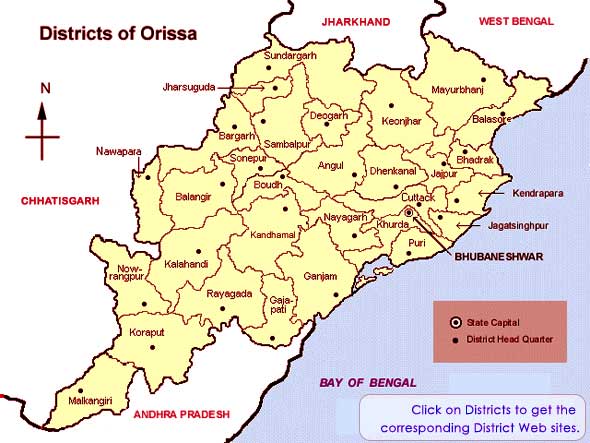 JHARKHAND
WEST BENGAL
Districts of Orissa
Sundargarh
N
Jharsuguda
Mayurbhanj
Deogarh
Keonjhar
Balasore
Bargarh
Sambalpur
Nawapara
Sonepur
Bhadrak
Angul
Dhenkanal
Jajpur
Boudh
Balangir
Cuttack
Kendrapara
CHHATISGARH
Nayagarh
Khurda
Jagatsinghpur
Kandhamal
Puri
BHUBANESHWAR
Kalahandi
Now-
rangpur
Ganjam
Rayagada
Gaja-
pati
Koraput
State Capital
District Head Quarter
BAY OF BENGAL
Malkangiri
ANDHRA PRADESH
Click on Districts to get the
corresponding District Web sites.